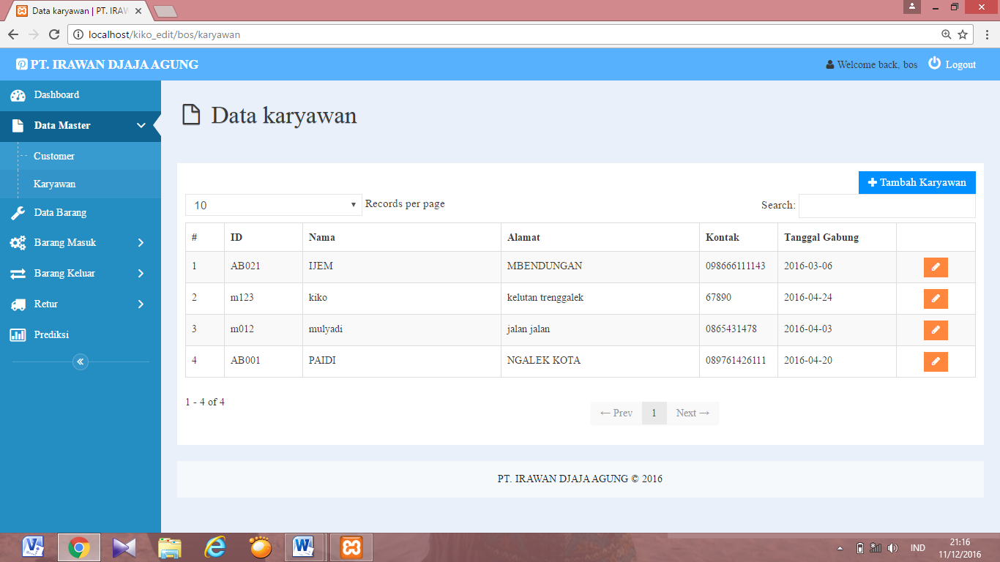 Data karyawan | PT. IRAW
localhost/kiko_edit/bos/karyawan
PT. IRAWAN DJAJA AGUNG
Welcome back, bos
Logout
Dashboard
Data Master
Customer
Karyawan
Data Barang
Barang Masuk
Barang Keluar
Retur
Prediksi
Data karyawan
Tambah Karyawan
10 Records per page
Search:
# ID Nama Alamat Kontak Tanggal Gabung
1 AB021 IJEM MBENDUNGAN 098666111143 2016-03-06
2 m123 kiko kelutan trenggalek 67890 2016-04-24
3 m012 mulyadi jalan jalan 0865431478 2016-04-03
4 AB001 PAIDI NGALEK KOTA 089761426111 2016-04-20
1 - 4 of 4
← Prev 1 Next →
PT. IRAWAN DJAJA AGUNG © 2016
IND
21:16
11/12/2016